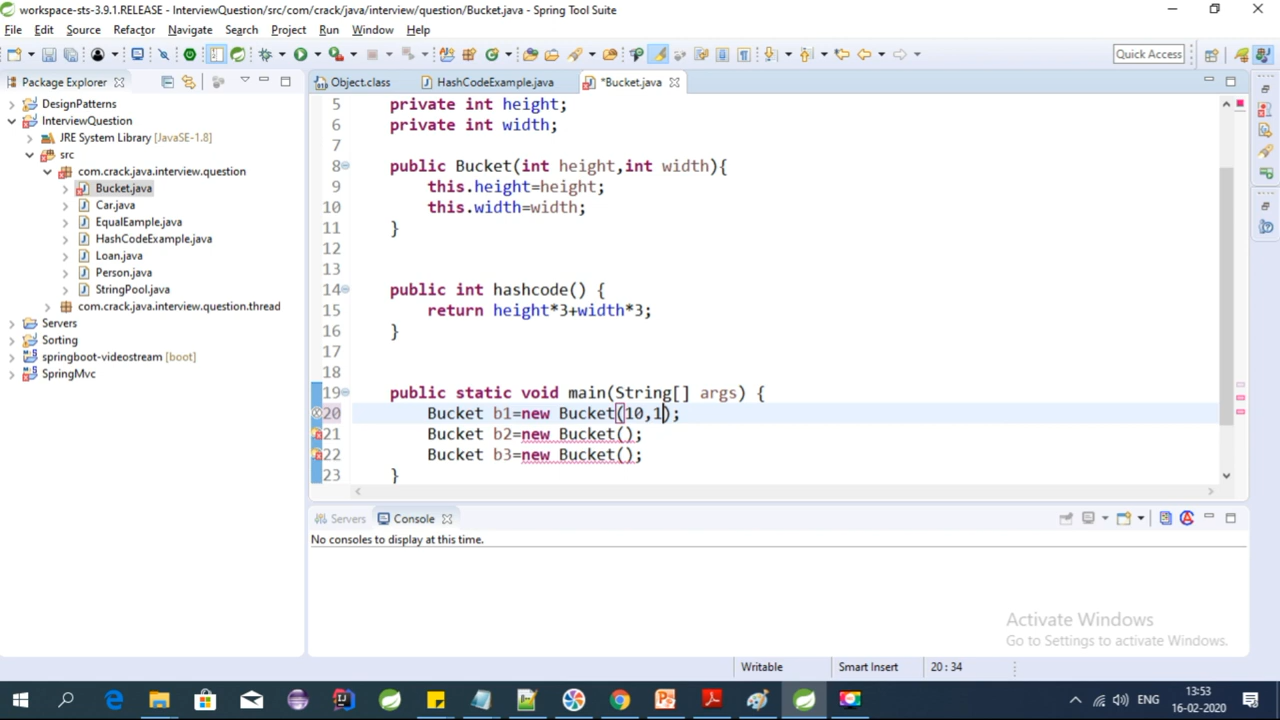 workspace-sts-3.9.1.RELEASE - InterviewQuestion/src/com/crack/java/interview/question/Bucket.java - Spring Tool Suite
File Edit Source Refactor Navigate Search Project Run Window Help
Quick Access
Package Explorer
Object.class HashCodeExample.java *Bucket.java
DesignPatterns
InterviewQuestion
JRE System Library [JavaSE-1.8]
src
com.crack.java.interview.question
Bucket.java
Car.java
EqualEample.java
HashCodeExample.java
Loan.java
Person.java
StringPool.java
com.crack.java.interview.question.thread
Servers
Sorting
springboot-videostream [boot]
SpringMvc
5 private int height;
6 private int width;
7
8 public Bucket(int height,int width){
9 this.height=height;
10 this.width=width;
11 }
12
13
14 public int hashcode() {
15 return height*3+width*3;
16 }
17
18
19 public static void main(String[] args) {
20 Bucket b1=new Bucket(10,1);
21 Bucket b2=new Bucket();
22 Bucket b3=new Bucket();
23 }
Servers Console
No consoles to display at this time.
Activate Windows
Go to Settings to activate Windows.
Writable Smart Insert 20 : 34
ENG
13:53
16-02-2020